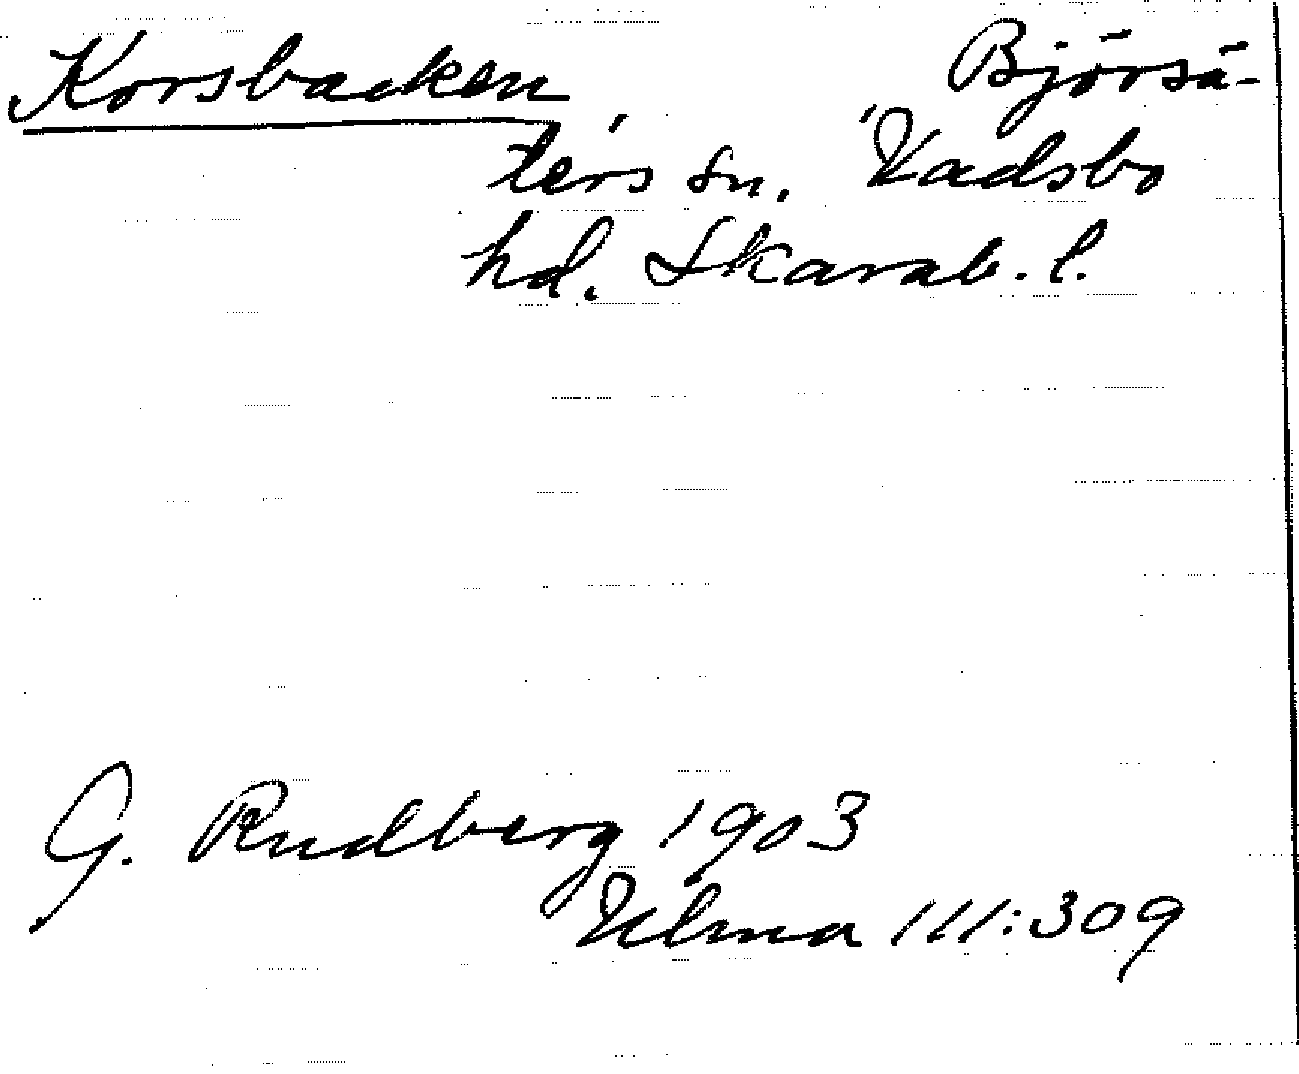 Korsbacken, Björsä-
ters sn. Vadsbo
hd. Skarab. l.
G. Rudberg 1903
Ulma 111:309